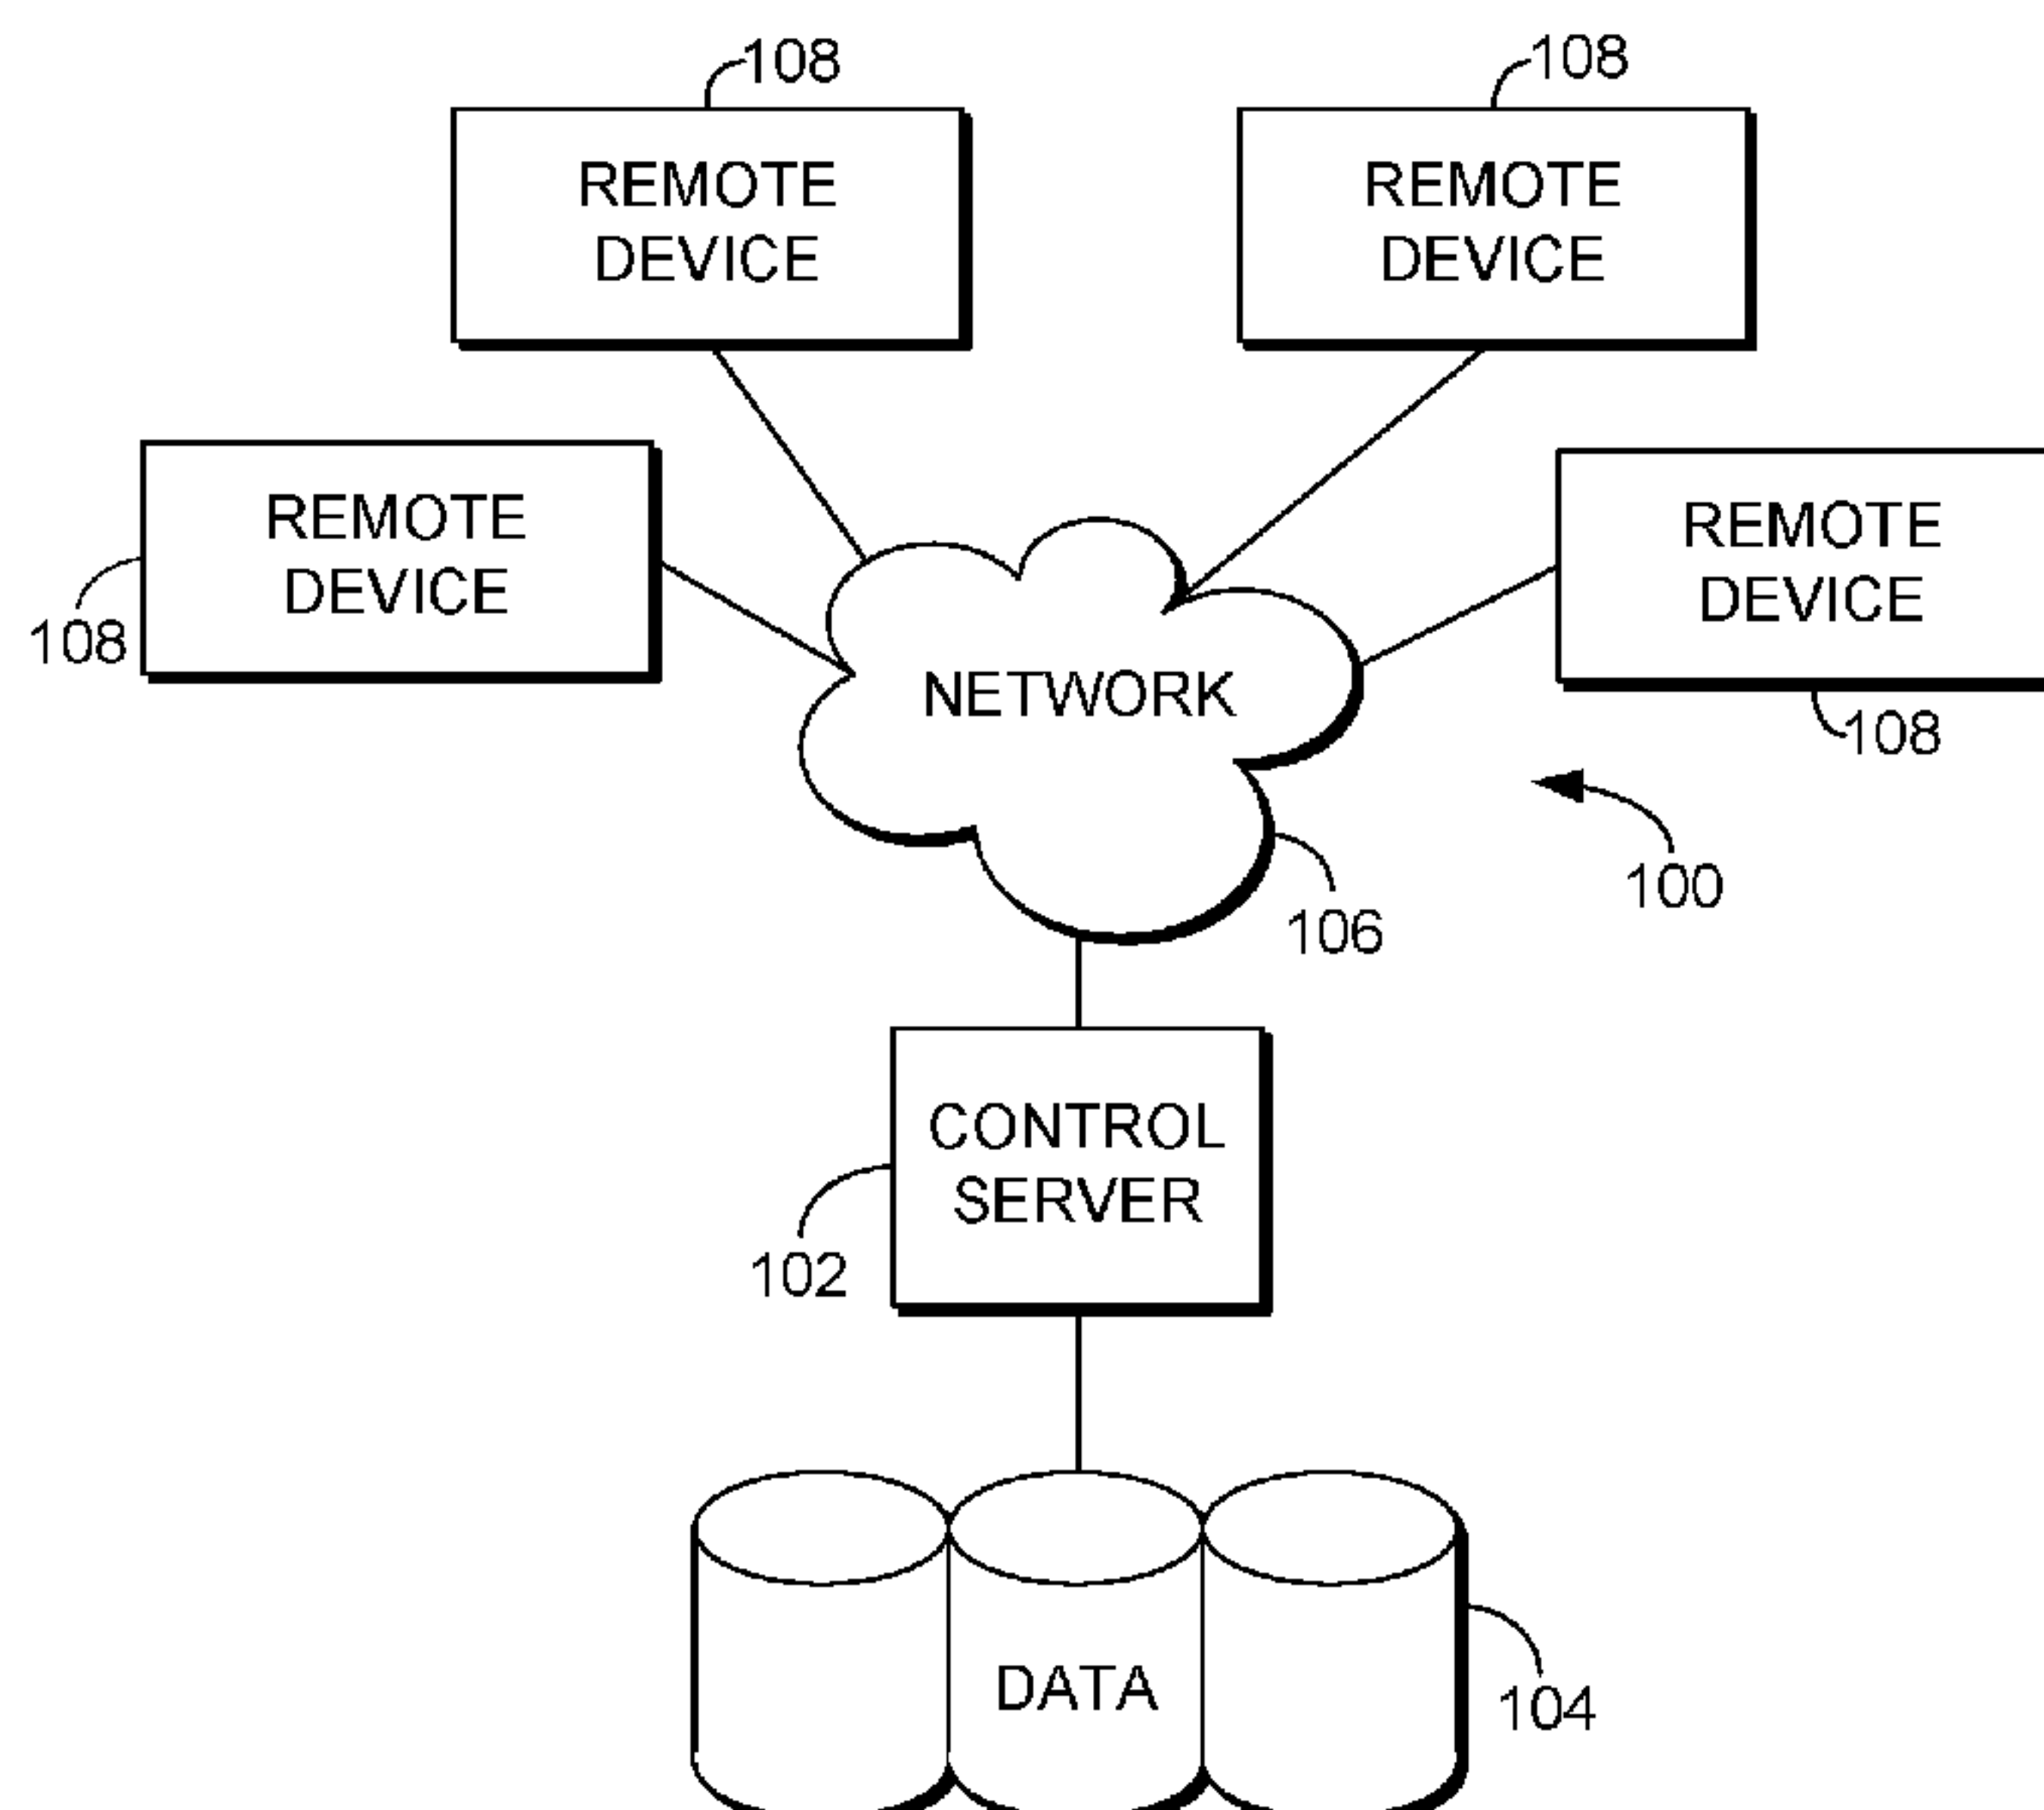 108
108
REMOTE
DEVICE
REMOTE
DEVICE
REMOTE
DEVICE
108
REMOTE
DEVICE
108
NETWORK
100
106
CONTROL
SERVER
102
DATA
104